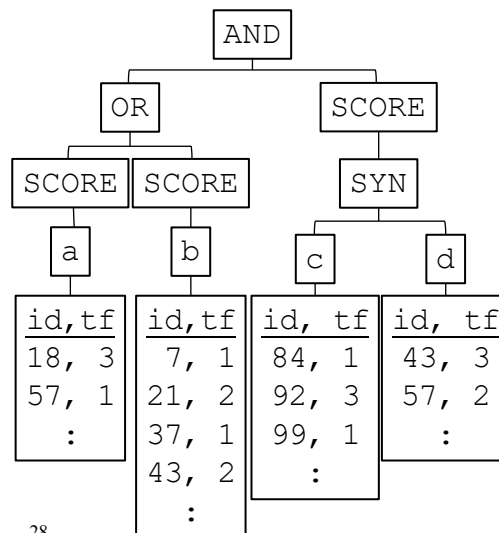 AND
OR SCORE
SCORE SCORE SYN
a b c d
id,tf id,tf id, tf id, tf
18, 3 7, 1 84, 1 43, 3
57, 1 21, 2 92, 3 57, 2
: 37, 1 99, 1 :
43, 2 :
:
28